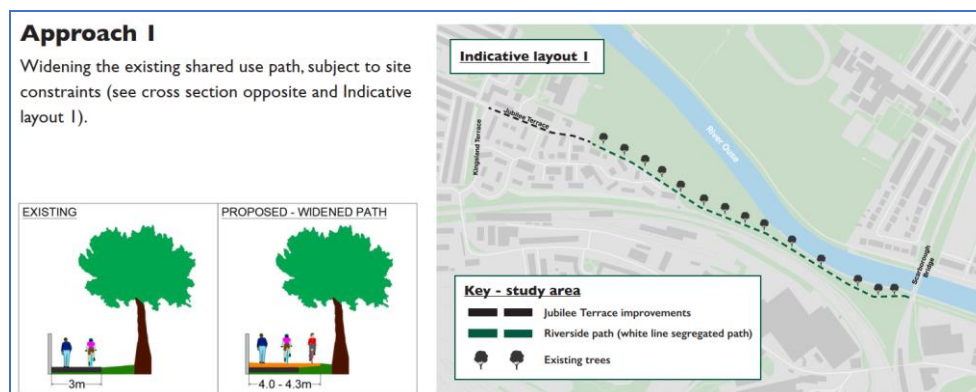 Approach 1
Widening the existing shared use path, subject to site
constraints (see cross section opposite and Indicative
layout 1).
EXISTING
PROPOSED - WIDENED PATH
3m
4.0 - 4.3m
Indicative layout 1
Jubilee Terrace
Kingsland Terrace
River Ouse
Scarborough
Bridge
Key - study area
Jubilee Terrace improvements
Riverside path (white line segregated path)
Existing trees